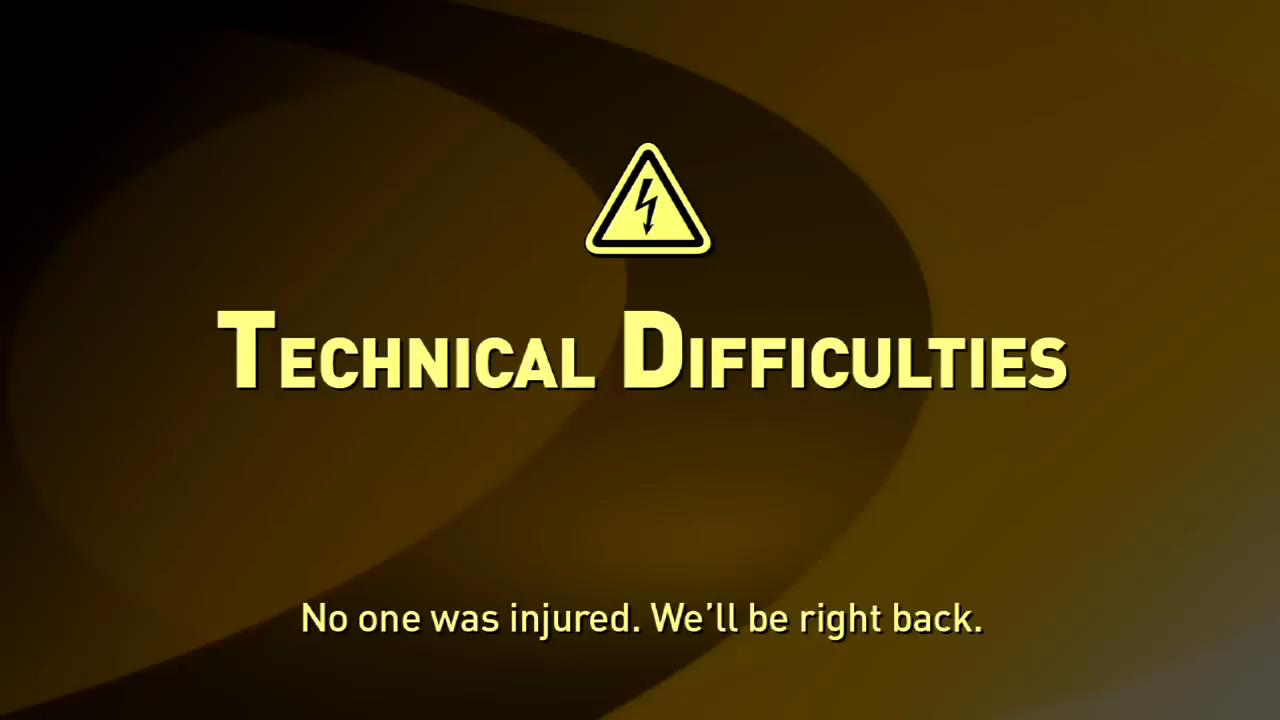 Technical Difficulties
No one was injured. We’ll be right back.